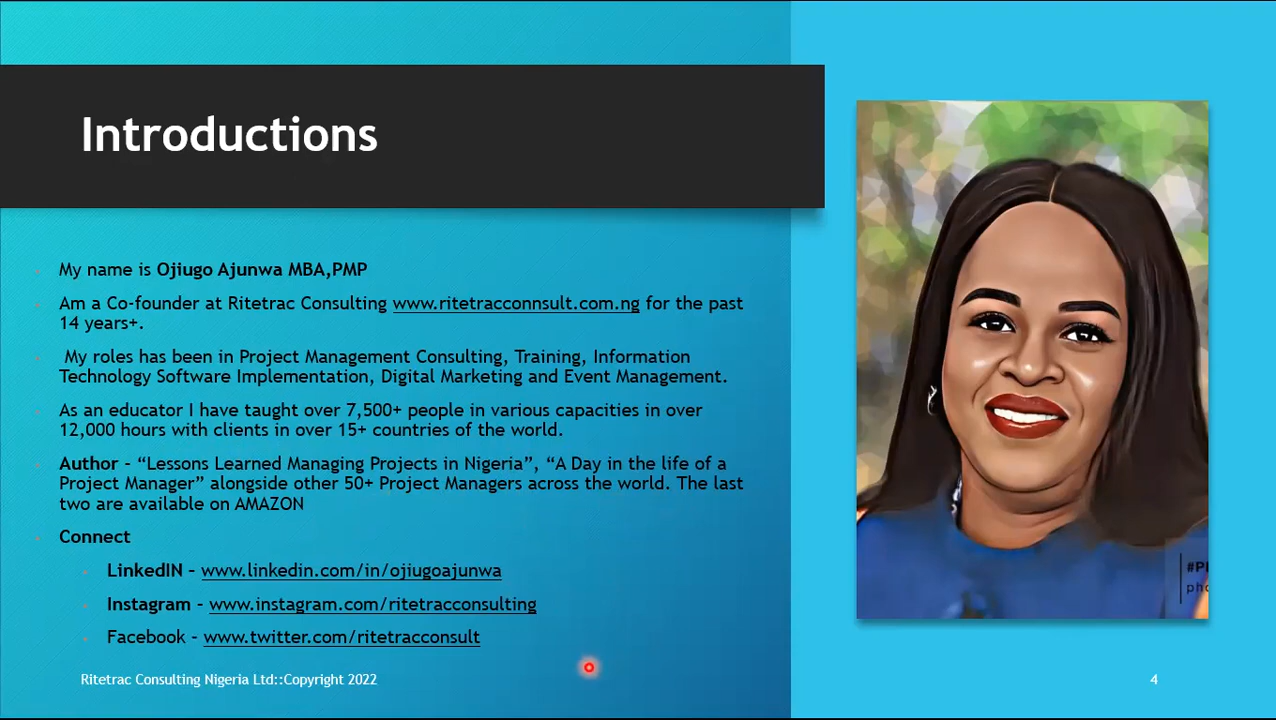 Introductions
My name is Ojiugo Ajunwa MBA,PMP
Am a Co-founder at Ritetrac Consulting www.ritetracconnsult.com.ng for the past
14 years+.
My roles has been in Project Management Consulting, Training, Information
Technology Software Implementation, Digital Marketing and Event Management.
As an educator I have taught over 7,500+ people in various capacities in over
12,000 hours with clients in over 15+ countries of the world.
Author – “Lessons Learned Managing Projects in Nigeria”, “A Day in the life of a
Project Manager” alongside other 50+ Project Managers across the world. The last
two are available on AMAZON
Connect
LinkedIN – www.linkedin.com/in/ojiugoajunwa
Instagram – www.instagram.com/ritetracconsulting
Facebook – www.twitter.com/ritetracconsult
Ritetrac Consulting Nigeria Ltd::Copyright 2022
4